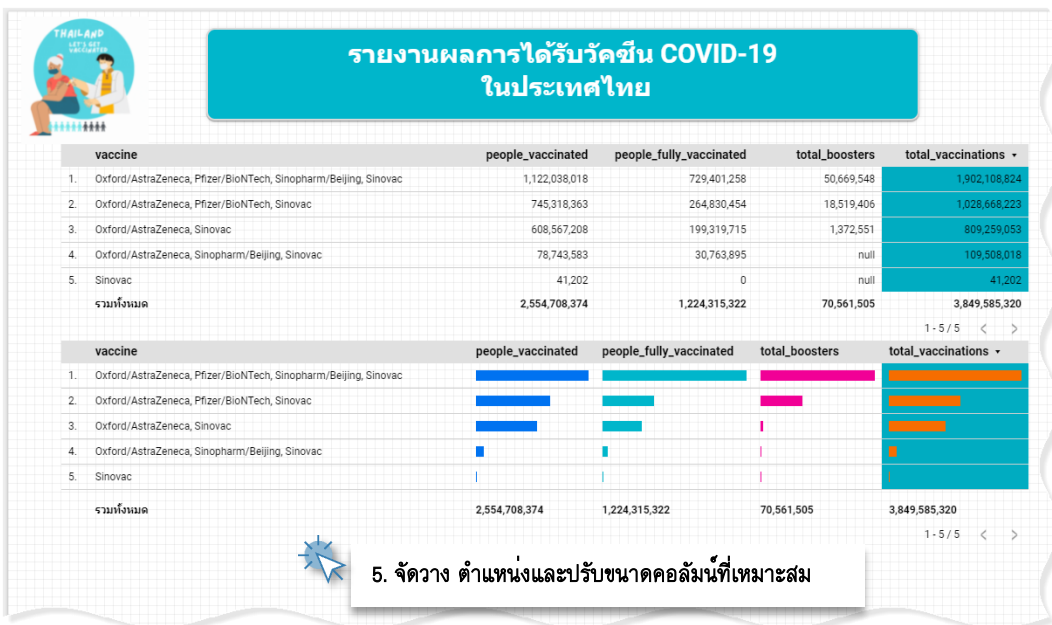 THAILAND
LET'S GET
VACCINATED
รายงานผลการได้รับวัคซีน COVID-19
ในประเทศไทย
vaccine people_vaccinated people_fully_vaccinated total_boosters total_vaccinations
1. Oxford/AstraZeneca, Pfizer/BioNTech, Sinopharm/Beijing, Sinovac 1,122,038,018 729,401,258 50,669,548 1,902,108,824
2. Oxford/AstraZeneca, Pfizer/BioNTech, Sinovac 745,318,363 264,830,454 18,519,406 1,028,668,223
3. Oxford/AstraZeneca, Sinovac 608,567,208 199,319,715 1,372,551 809,259,053
4. Oxford/AstraZeneca, Sinopharm/Beijing, Sinovac 78,743,583 30,763,895 null 109,508,018
5. Sinovac 41,202 0 null 41,202
รวมทั้งหมด 2,554,708,374 1,224,315,322 70,561,505 3,849,585,320
1 - 5 / 5 < >
vaccine people_vaccinated people_fully_vaccinated total_boosters total_vaccinations
1. Oxford/AstraZeneca, Pfizer/BioNTech, Sinopharm/Beijing, Sinovac
2. Oxford/AstraZeneca, Pfizer/BioNTech, Sinovac
3. Oxford/AstraZeneca, Sinovac
4. Oxford/AstraZeneca, Sinopharm/Beijing, Sinovac
5. Sinovac
รวมทั้งหมด 2,554,708,374 1,224,315,322 70,561,505 3,849,585,320
1 - 5 / 5 < >
5. จัดวาง ตำแหน่งและปรับขนาดคอลัมน์ที่เหมาะสม